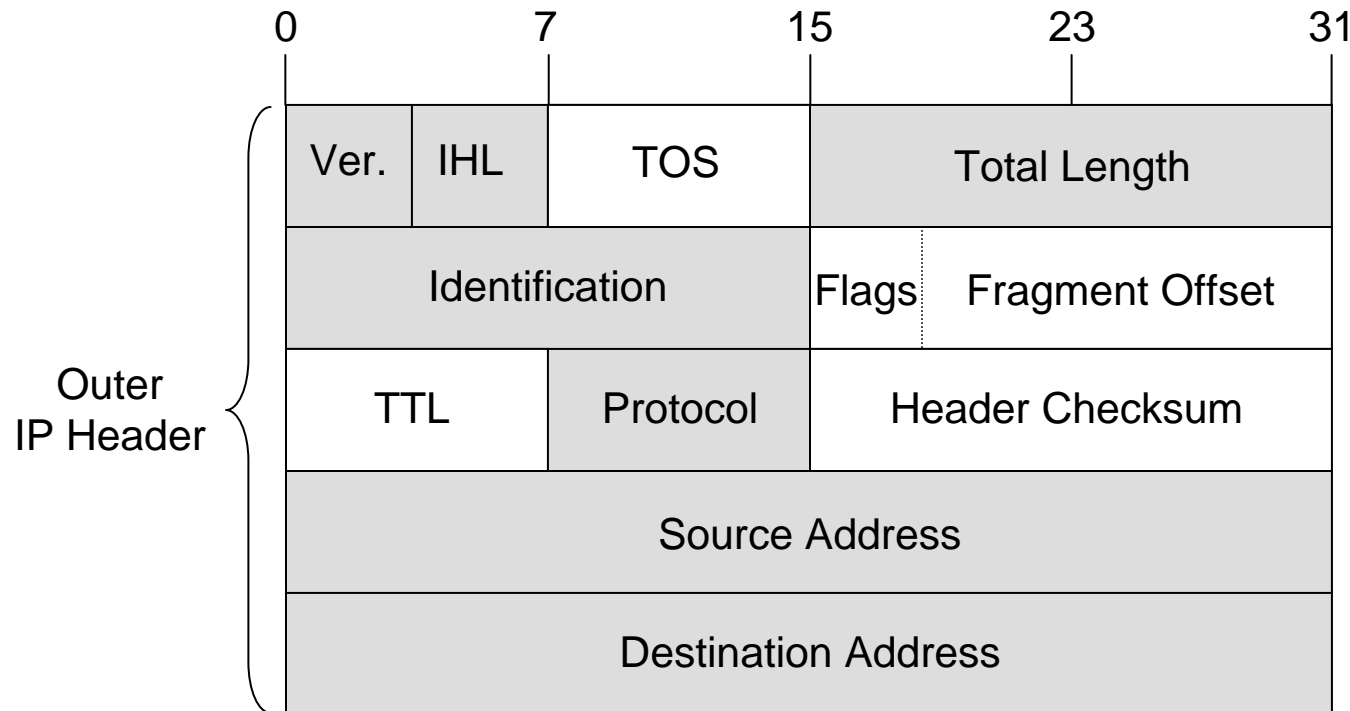 0 7 15 23 31
Ver. IHL TOS Total Length
Identification Flags Fragment Offset
Outer
IP Header
TTL Protocol Header Checksum
Source Address
Destination Address